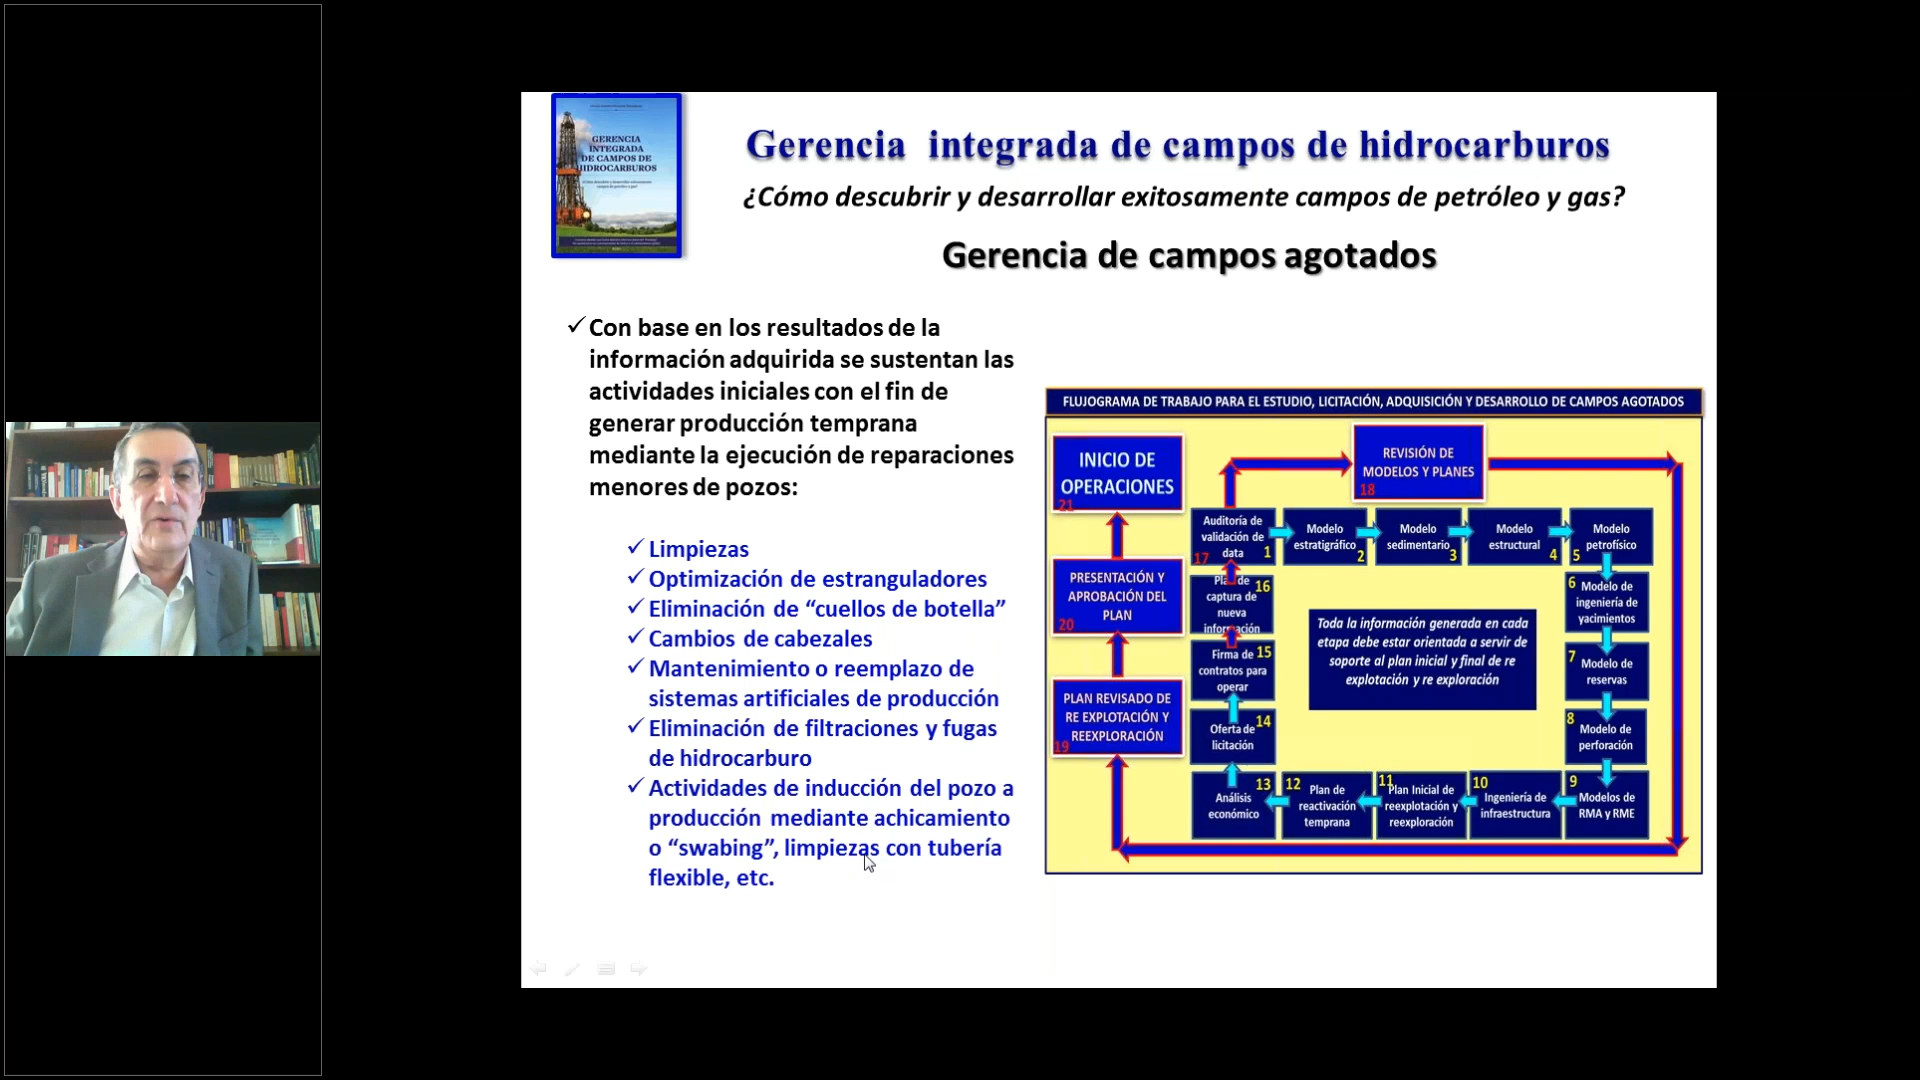 GERENCIA
INTEGRADA
DE CAMPOS DE
HIDROCARBUROS
Gerencia integrada de campos de hidrocarburos
¿Cómo descubrir y desarrollar exitosamente campos de petróleo y gas?
Gerencia de campos agotados
✓ Con base en los resultados de la
información adquirida se sustentan las
actividades iniciales con el fin de
generar producción temprana
mediante la ejecución de reparaciones
menores de pozos:
✓ Limpiezas
✓ Optimización de estranguladores
✓ Eliminación de “cuellos de botella”
✓ Cambios de cabezales
✓ Mantenimiento o reemplazo de
sistemas artificiales de producción
✓ Eliminación de filtraciones y fugas
de hidrocarburo
✓ Actividades de inducción del pozo a
producción mediante achicamiento
o “swabing”, limpiezas con tubería
flexible, etc.
FLUJOGRAMA DE TRABAJO PARA EL ESTUDIO, LICITACIÓN, ADQUISICIÓN Y DESARROLLO DE CAMPOS AGOTADOS
INICIO DE
OPERACIONES
21
PRESENTACIÓN Y
APROBACIÓN DEL
PLAN
20
PLAN REVISADO DE
RE EXPLOTACIÓN Y
REEXPLORACIÓN
19
REVISIÓN DE
MODELOS Y PLANES
18
Auditoría de
validación de
data
17 1
Modelo
estratigráfico
2
Modelo
sedimentario
3
Modelo
estructural
4
Modelo
petrofísico
5
6 Modelo de
ingeniería de
yacimientos
7 Modelo de
reservas
8 Modelo de
perforación
9 Modelos de
RMA y RME
10 Ingeniería de
infraestructura
11 Plan Inicial de
reexplotación y
reexploración
12 Plan de
reactivación
temprana
13 Análisis
económico
14 Oferta de
licitación
Firma de 15
contratos para
operar
Plan de 16
captura de
nueva
información
Toda la información generada en cada
etapa debe estar orientada a servir de
soporte al plan inicial y final de re
explotación y re exploración